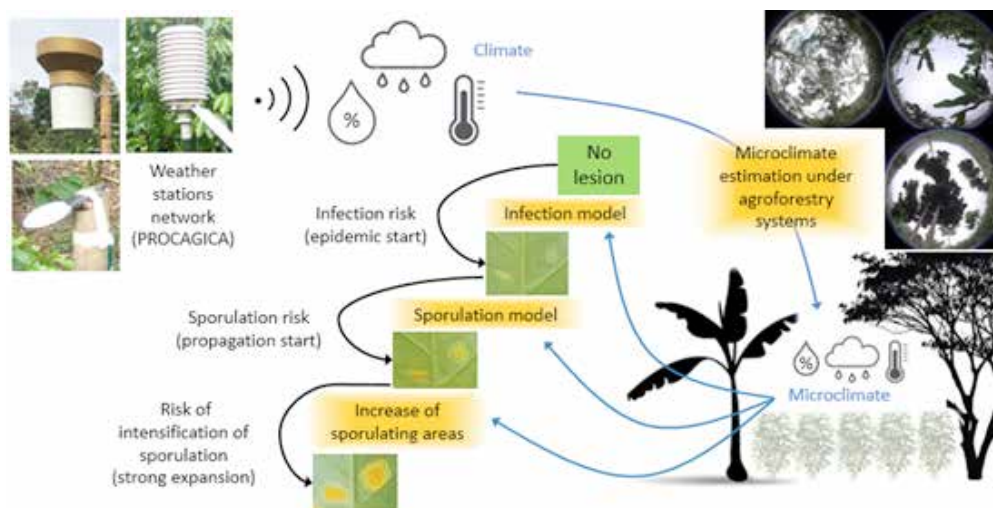 Weather
stations
network
(PROCAGICA)
%
Climate
No
lesion
Infection risk
(epidemic start)
Infection model
Microclimate
estimation under
agroforestry
systems
Sporulation risk
(propagation start)
Sporulation model
%
Microclimate
Risk of
intensification of
sporulation
(strong expansion)
Increase of
sporulating areas